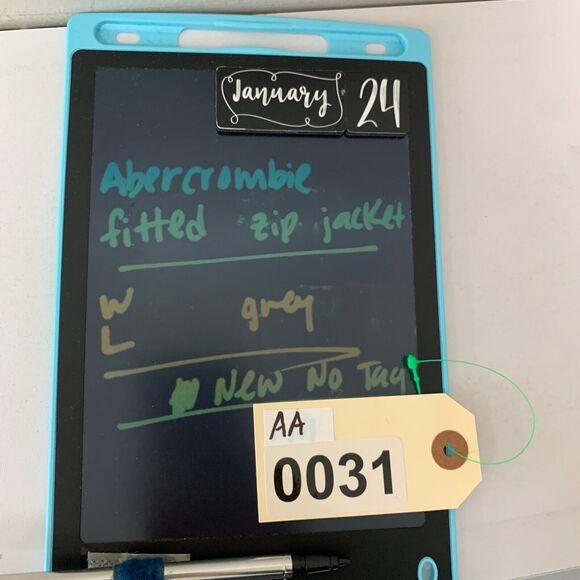 January 24
Abercrombie
fitted zip jacket
W grey
L
New No Tag
AA
0031